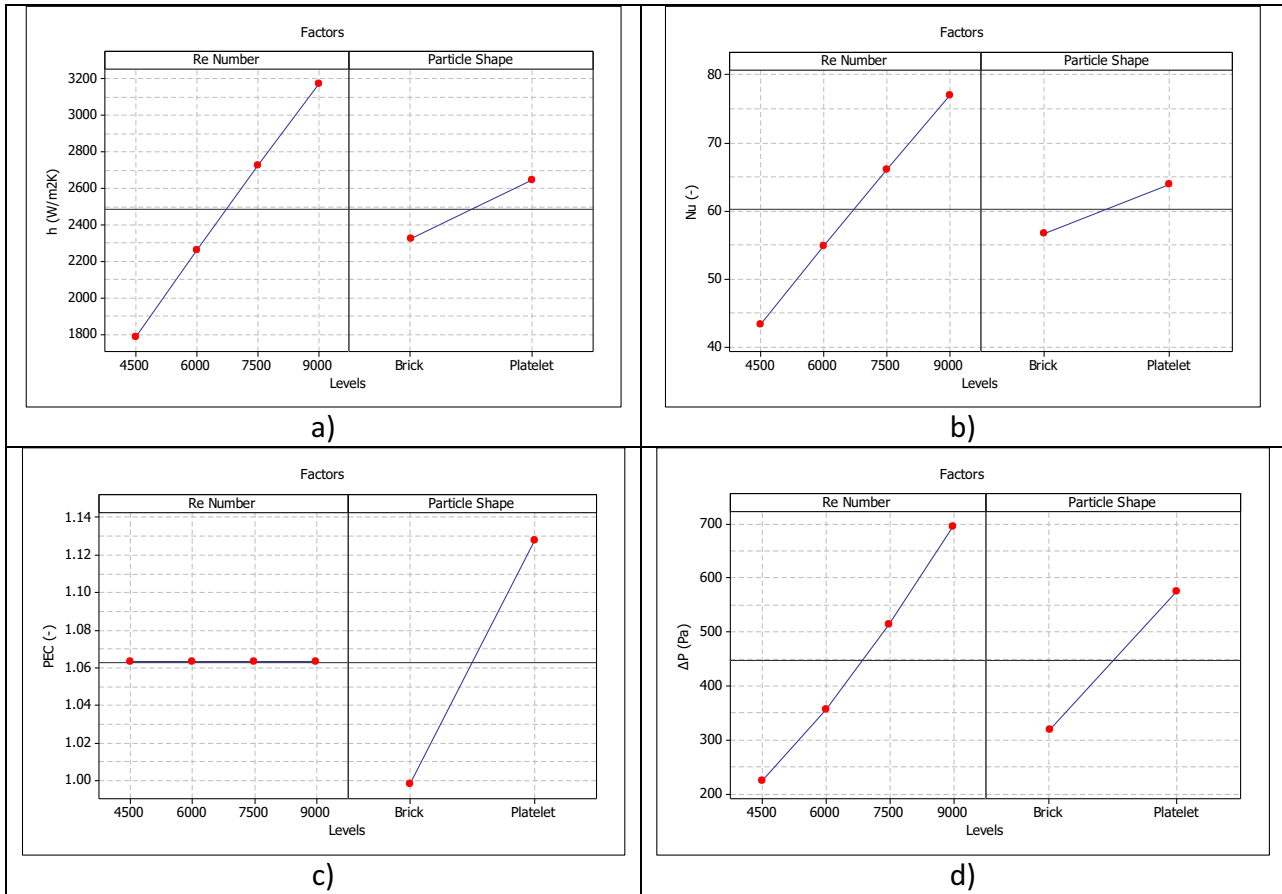 Factors
Re Number Particle Shape
3200
3000
2800
2600
2400
2200
2000
1800
h (W/m2K)
4500 6000 7500 9000 Brick Platelet
Levels
a)
Factors
Re Number Particle Shape
80
70
60
50
40
Nu (-)
4500 6000 7500 9000 Brick Platelet
Levels
b)
Factors
Re Number Particle Shape
1.14
1.12
1.10
1.08
1.06
1.04
1.02
1.00
PEC (-)
4500 6000 7500 9000 Brick Platelet
Levels
c)
Factors
Re Number Particle Shape
700
600
500
400
300
200
ΔP (Pa)
4500 6000 7500 9000 Brick Platelet
Levels
d)